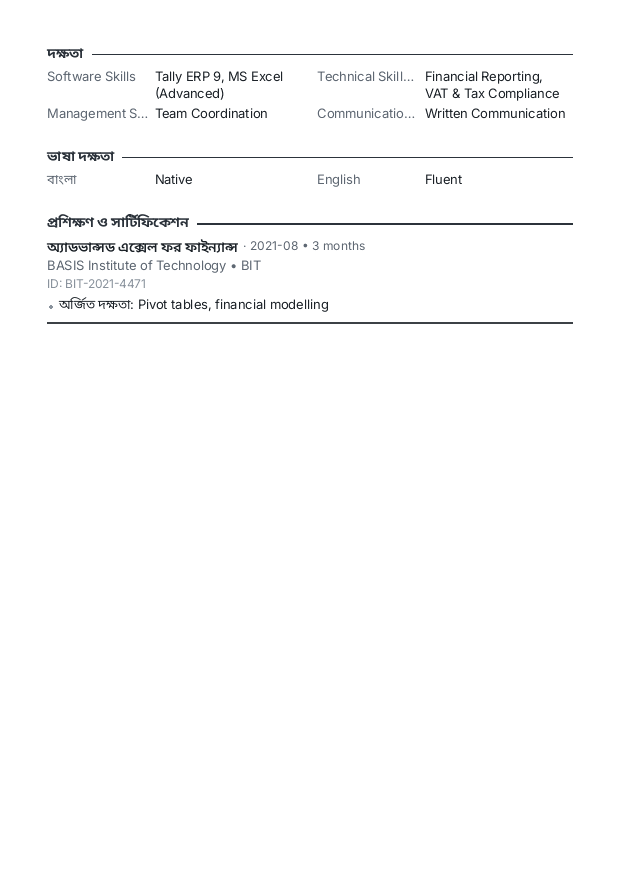 দক্ষতা
Software Skills Tally ERP 9, MS Excel (Advanced) Technical Skill... Financial Reporting, VAT & Tax Compliance
Management S... Team Coordination Communicatio... Written Communication
ভাষা দক্ষতা
বাংলা Native English Fluent
প্রশিক্ষণ ও সার্টিফিকেশন
অ্যাডভান্সড এক্সেল ফর ফাইন্যান্স · 2021-08 • 3 months
BASIS Institute of Technology • BIT
ID: BIT-2021-4471
• অর্জিত দক্ষতা: Pivot tables, financial modelling